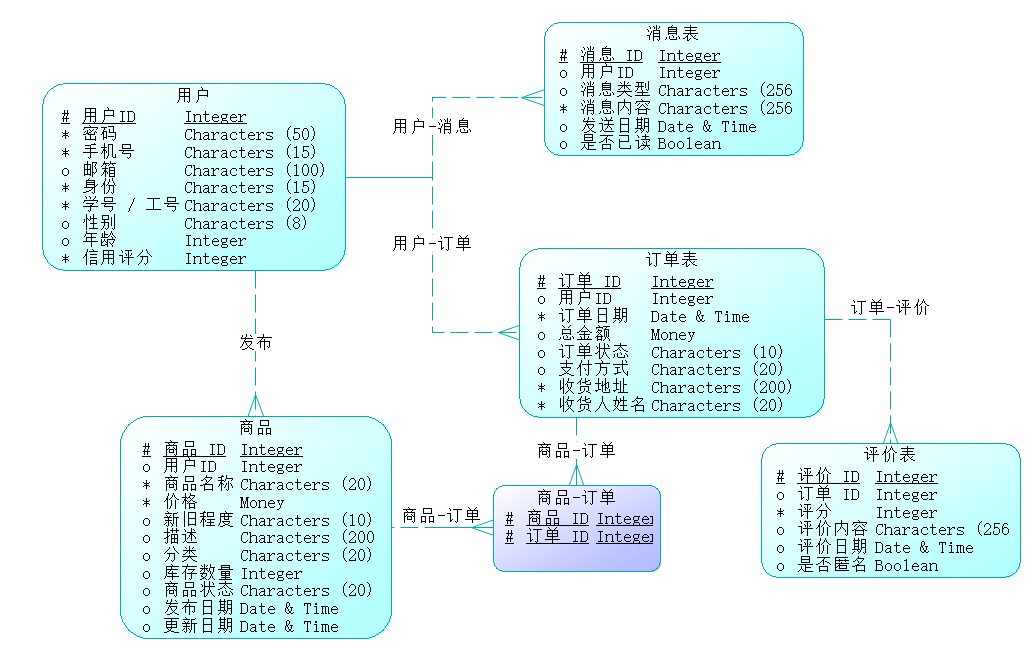 消息表
# 消息 ID Integer
o 用户ID Integer
o 消息类型 Characters (256
* 消息内容 Characters (256
o 发送日期 Date & Time
o 是否已读 Boolean
用户
# 用户ID Integer
* 密码 Characters (50)
* 手机号 Characters (15)
o 邮箱 Characters (100)
* 身份 Characters (15)
* 学号 / 工号 Characters (20)
o 性别 Characters (8)
o 年龄 Integer
* 信用评分 Integer
用户-消息
用户-订单
订单表
# 订单 ID Integer
o 用户ID Integer
* 订单日期 Date & Time
o 总金额 Money
o 订单状态 Characters (10)
o 支付方式 Characters (20)
* 收货地址 Characters (200)
* 收货人姓名 Characters (20)
订单-评价
发布
商品
# 商品 ID Integer
o 用户ID Integer
* 商品名称 Characters (20)
* 价格 Money
o 新旧程度 Characters (10)
o 描述 Characters (200
o 分类 Characters (20)
o 库存数量 Integer
o 商品状态 Characters (20)
o 发布日期 Date & Time
o 更新日期 Date & Time
商品-订单
商品-订单
商品-订单
# 商品 ID Integer
# 订单 ID Integer
评价表
# 评价 ID Integer
o 订单 ID Integer
* 评分 Integer
o 评价内容 Characters (256
o 评价日期 Date & Time
o 是否匿名 Boolean